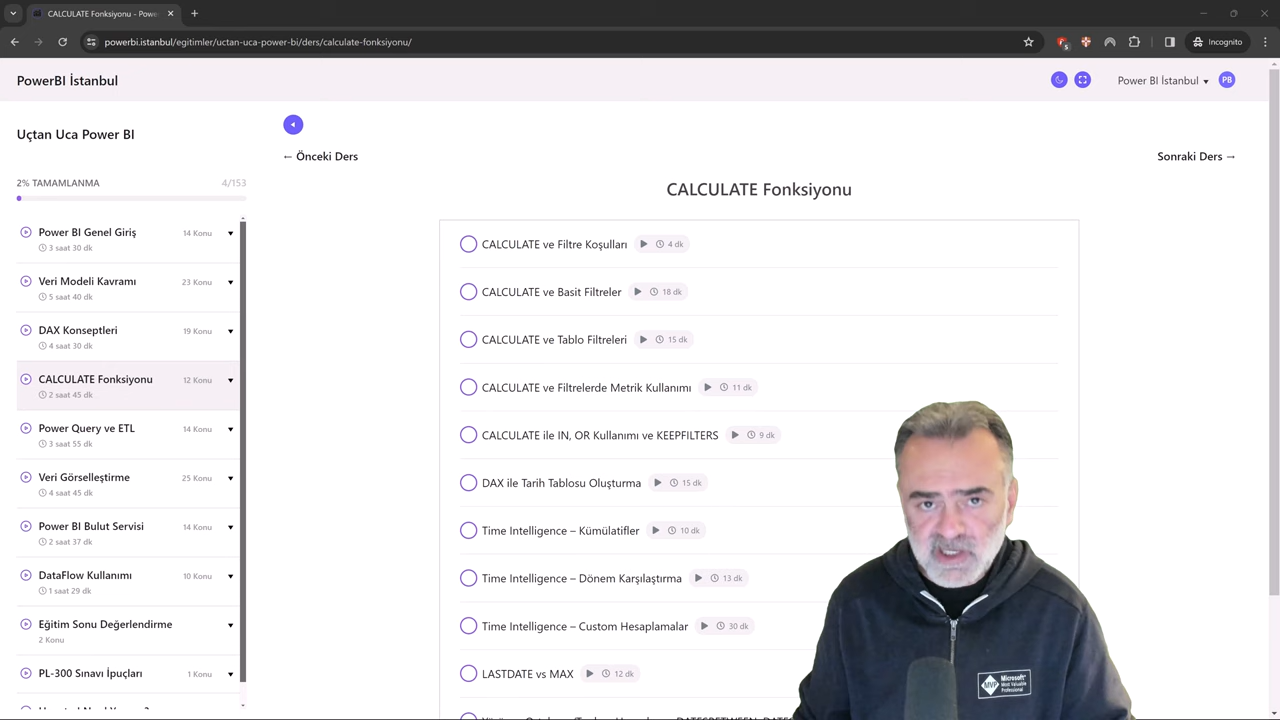 CALCULATE Fonksiyonu - Powe
powerbi.istanbul/egitimler/uctan-uca-power-bi/ders/calculate-fonksiyonu/
Incognito
PowerBI İstanbul
Power BI İstanbul
PB
Uçtan Uca Power BI
← Önceki Ders
Sonraki Ders →
2% TAMAMLANMA
4/153
CALCULATE Fonksiyonu
Power BI Genel Giriş
14 Konu
3 saat 30 dk
Veri Modeli Kavramı
23 Konu
5 saat 40 dk
DAX Konseptleri
19 Konu
4 saat 30 dk
CALCULATE Fonksiyonu
12 Konu
2 saat 45 dk
Power Query ve ETL
14 Konu
3 saat 55 dk
Veri Görselleştirme
25 Konu
4 saat 45 dk
Power BI Bulut Servisi
14 Konu
2 saat 37 dk
DataFlow Kullanımı
10 Konu
1 saat 29 dk
Eğitim Sonu Değerlendirme
2 Konu
PL-300 Sınavı İpuçları
1 Konu
CALCULATE ve Filtre Koşulları 4 dk
CALCULATE ve Basit Filtreler 18 dk
CALCULATE ve Tablo Filtreleri 15 dk
CALCULATE ve Filtrelerde Metrik Kullanımı 11 dk
CALCULATE ile IN, OR Kullanımı ve KEEPFILTERS 9 dk
DAX ile Tarih Tablosu Oluşturma 15 dk
Time Intelligence – Kümülatifler 10 dk
Time Intelligence – Dönem Karşılaştırma 13 dk
Time Intelligence – Custom Hesaplamalar 30 dk
LASTDATE vs MAX 12 dk
MVP
Microsoft
Most Valuable
Professional